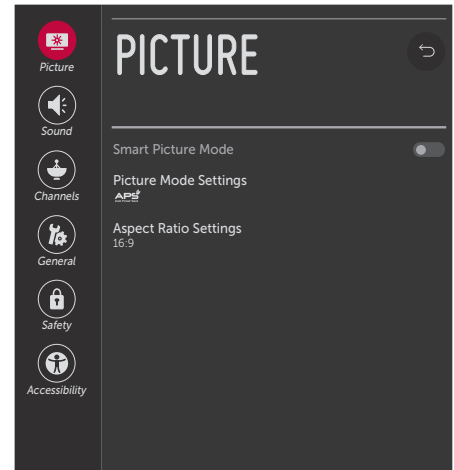 Picture
Sound
Channels
General
Safety
Accessibility
PICTURE
Smart Picture Mode
Picture Mode Settings
APS
Aspect Ratio Settings
16:9